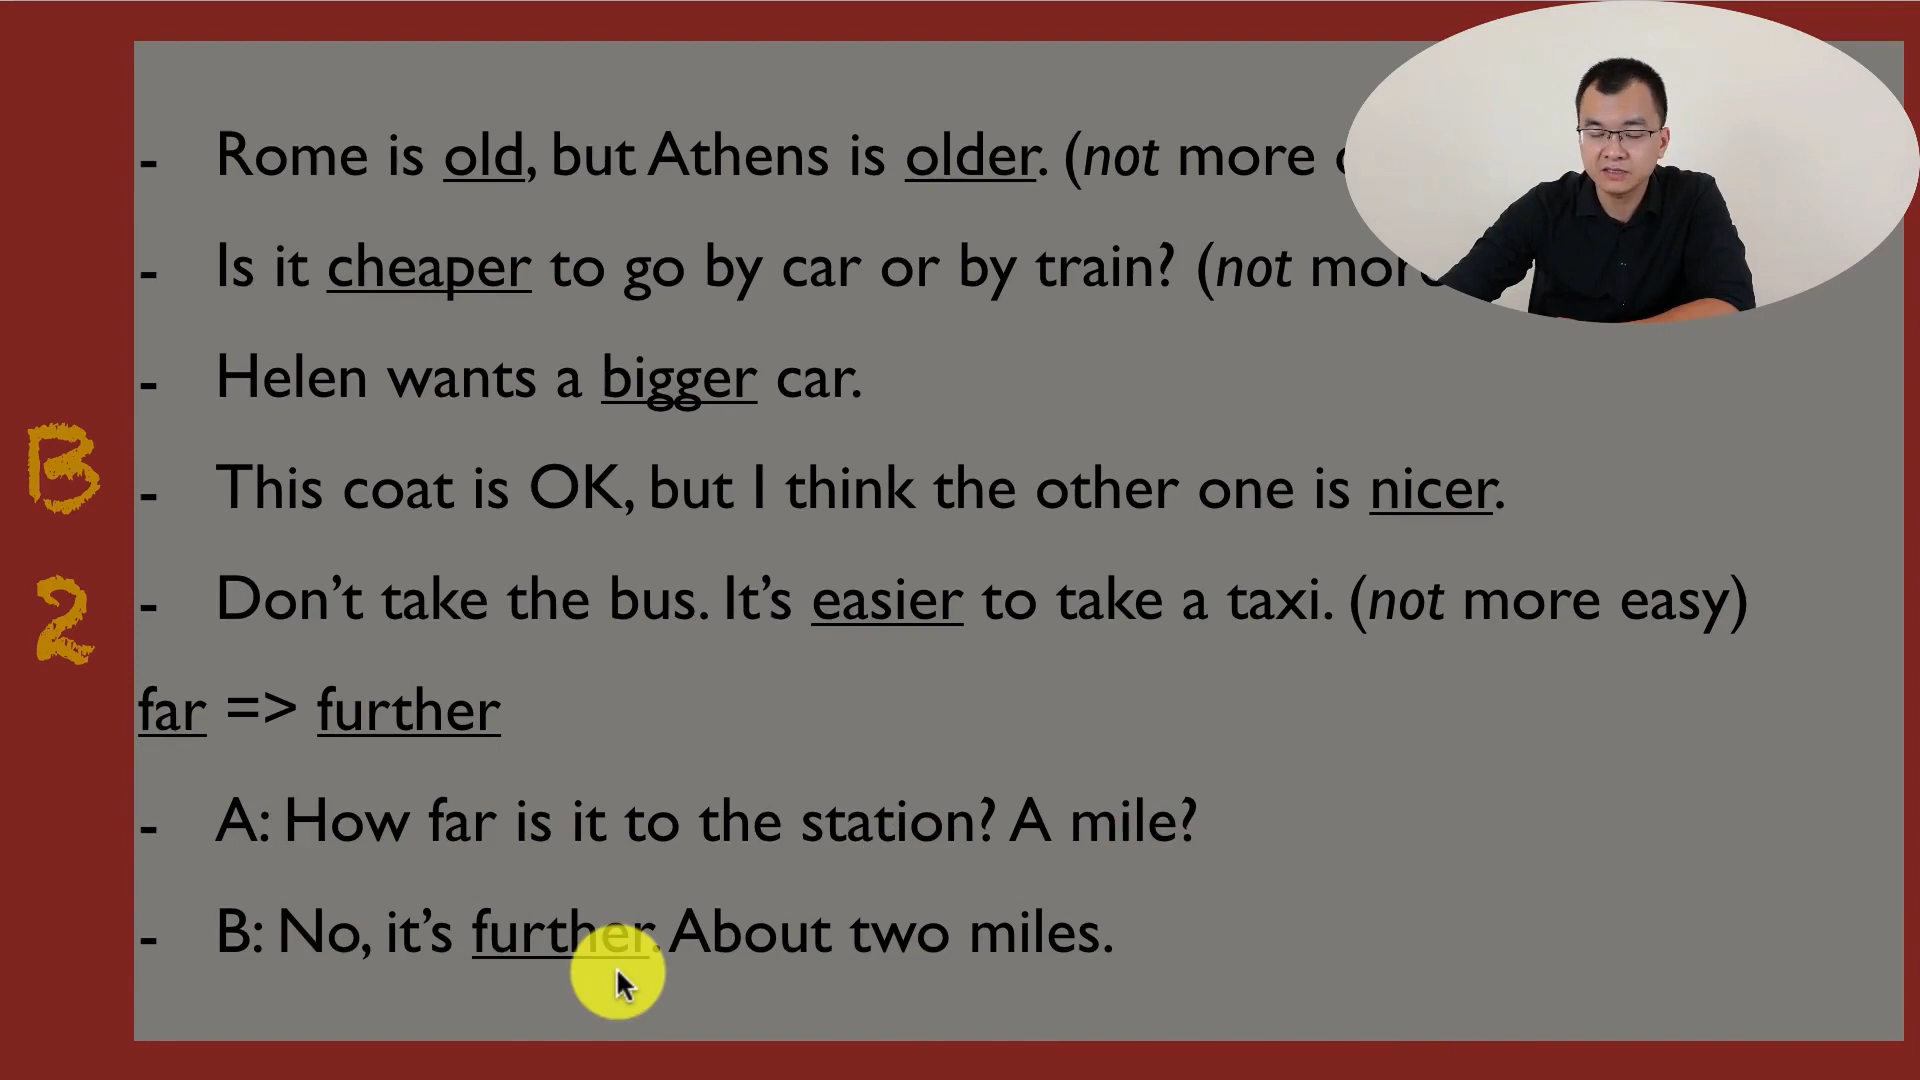 - Rome is old, but Athens is older. (not more
- Is it cheaper to go by car or by train? (not more
- Helen wants a bigger car.
- This coat is OK, but I think the other one is nicer.
- Don’t take the bus. It’s easier to take a taxi. (not more easy)
far => further
- A: How far is it to the station? A mile?
- B: No, it’s further. About two miles.
B
2